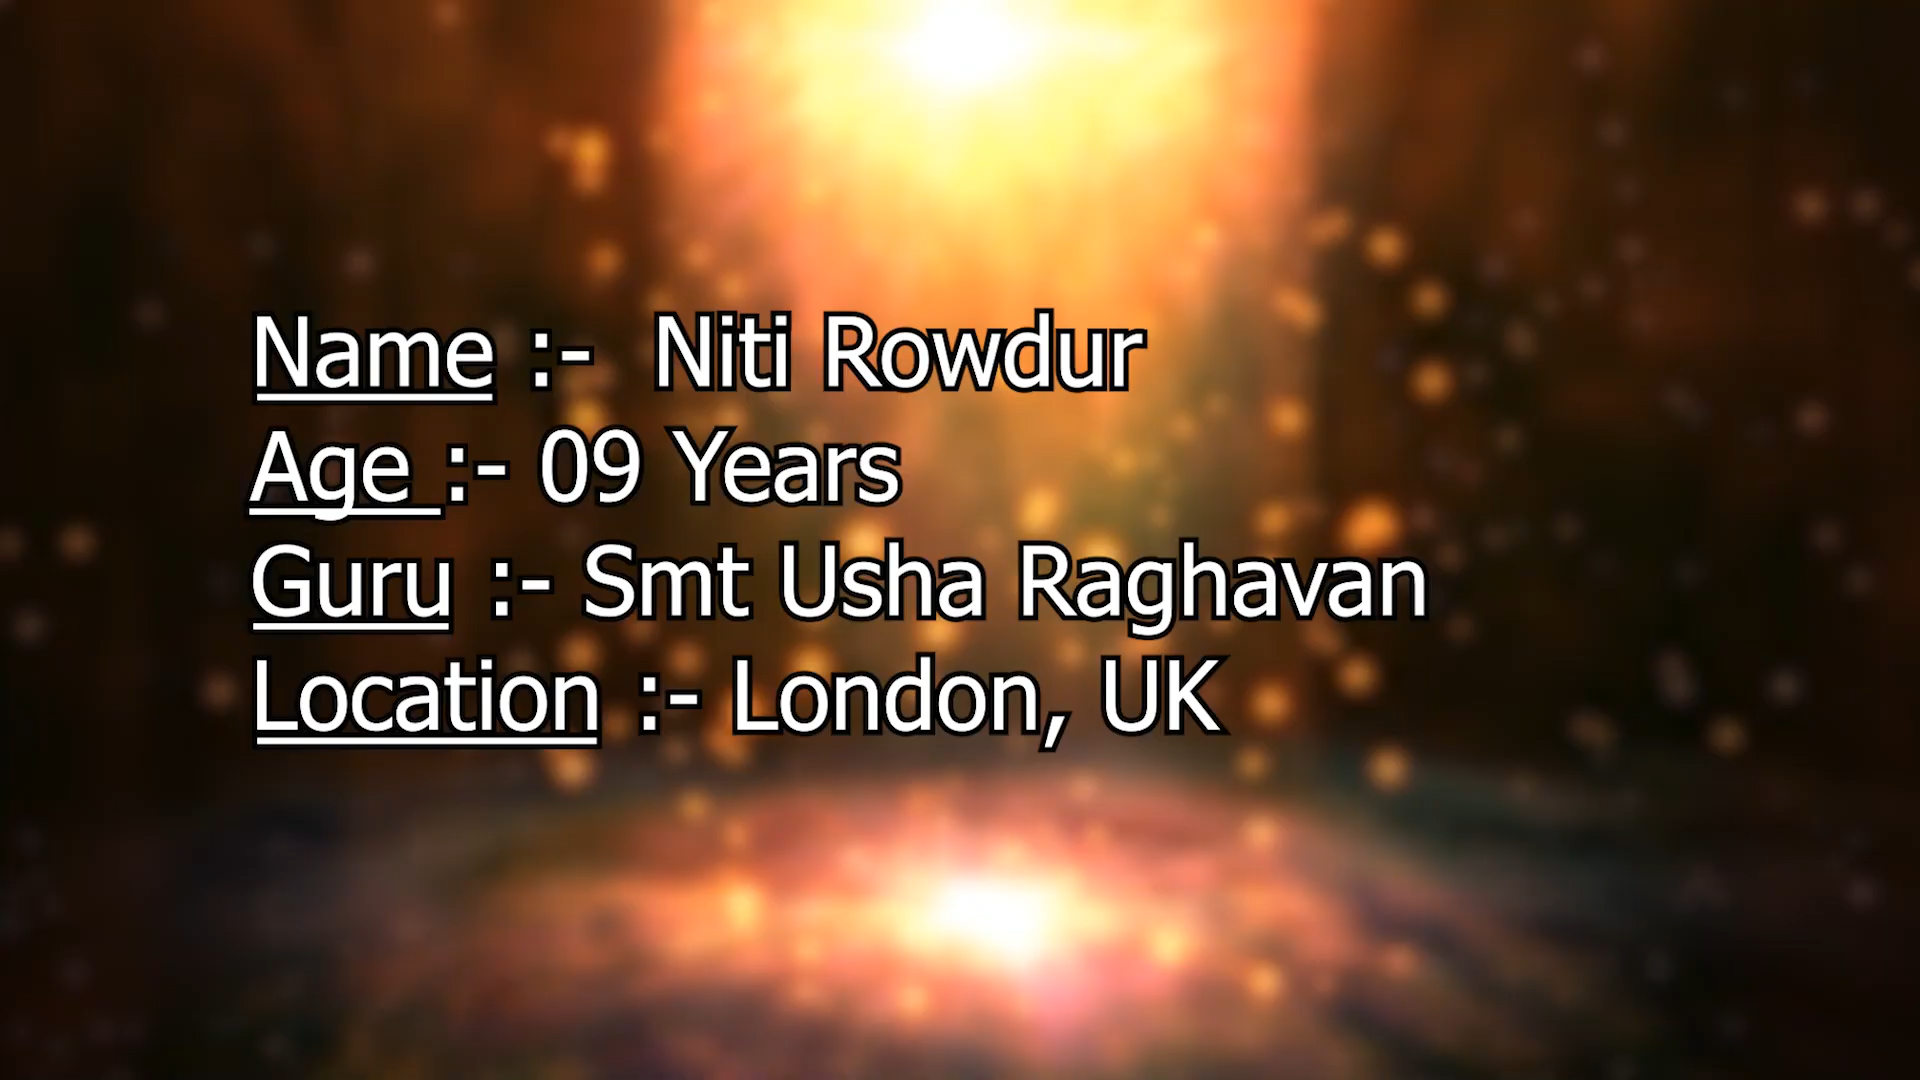 Name :- Niti Rowdur
Age :- 09 Years
Guru :- Smt Usha Raghavan
Location :- London, UK